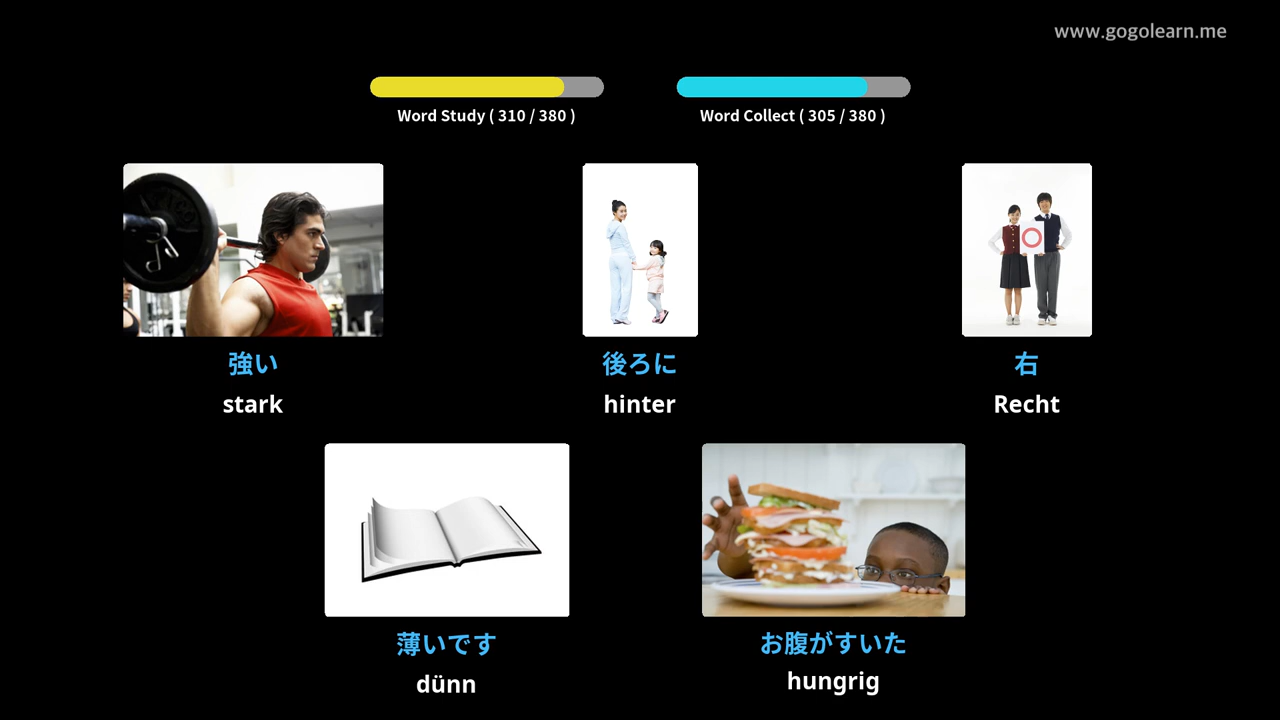 www.gogolearn.me
Word Study ( 310 / 380 )
Word Collect ( 305 / 380 )
強い
stark
後ろに
hinter
右
Recht
薄いです
dünn
お腹がすいた
hungrig